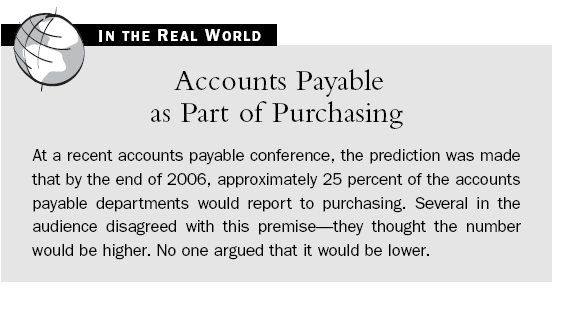 IN THE REAL WORLD
Accounts Payable
as Part of Purchasing
At a recent accounts payable conference, the prediction was made
that by the end of 2006, approximately 25 percent of the accounts
payable departments would report to purchasing. Several in the
audience disagreed with this premise—they thought the number
would be higher. No one argued that it would be lower.